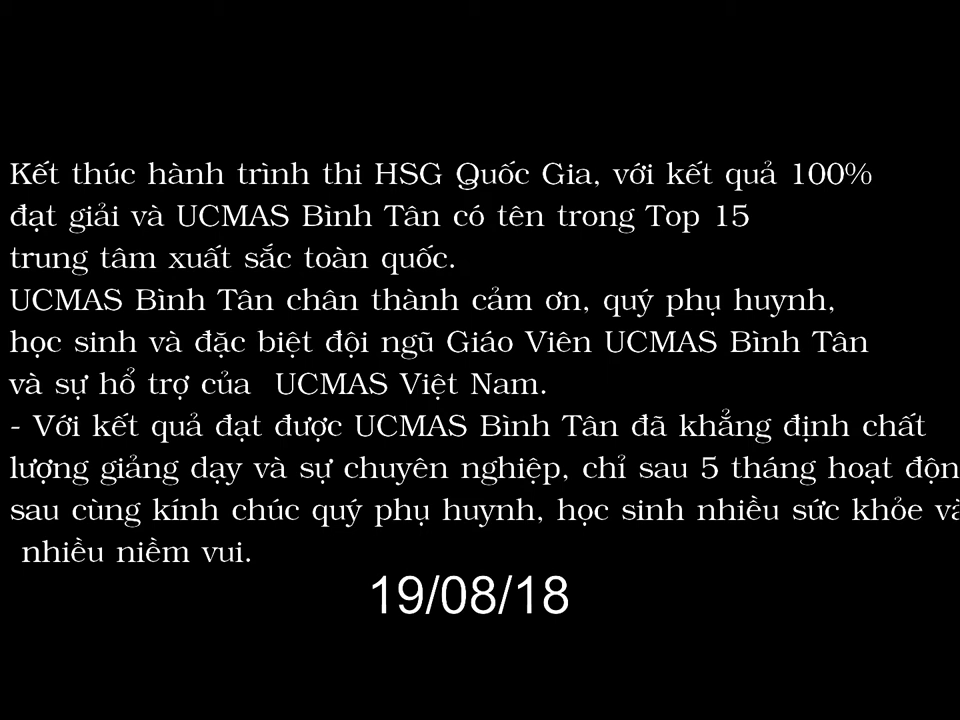 Kết thúc hành trình thi HSG Quốc Gia, với kết quả 100%
đạt giải và UCMAS Bình Tân có tên trong Top 15
trung tâm xuất sắc toàn quốc.
UCMAS Bình Tân chân thành cảm ơn, quý phụ huynh,
học sinh và đặc biệt đội ngũ Giáo Viên UCMAS Bình Tân
và sự hổ trợ của  UCMAS Việt Nam.
- Với kết quả đạt được UCMAS Bình Tân đã khẳng định chất
lượng giảng dạy và sự chuyên nghiệp, chỉ sau 5 tháng hoạt độn
sau cùng kính chúc quý phụ huynh, học sinh nhiều sức khỏe và
nhiều niềm vui.
19/08/18